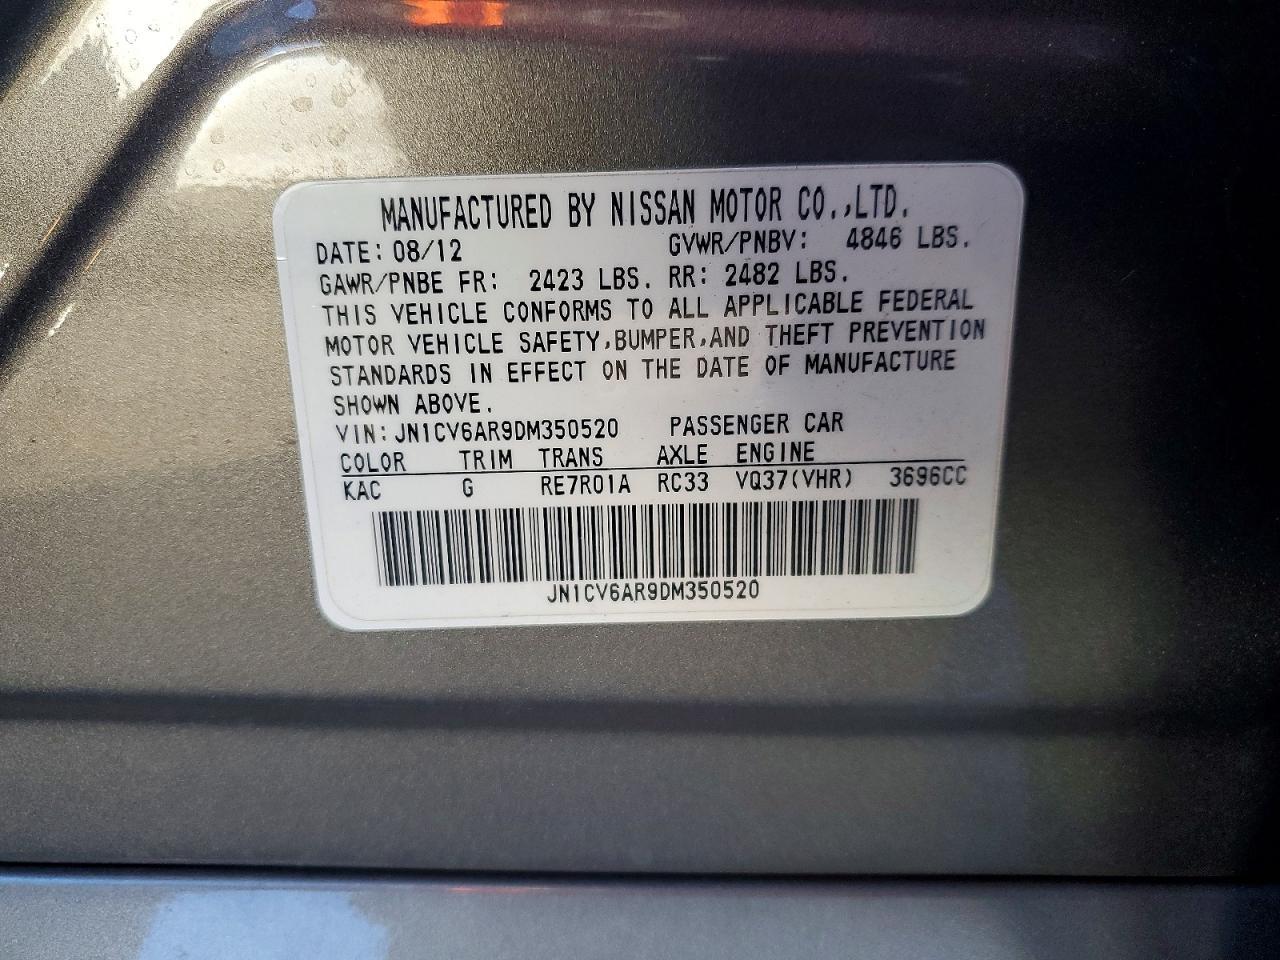 MANUFACTURED BY NISSAN MOTOR CO.,LTD.
DATE: 08/12 GVWR/PNBV: 4846 LBS.
GAWR/PNBE FR: 2423 LBS. RR: 2482 LBS.
THIS VEHICLE CONFORMS TO ALL APPLICABLE FEDERAL
MOTOR VEHICLE SAFETY,BUMPER,AND THEFT PREVENTION
STANDARDS IN EFFECT ON THE DATE OF MANUFACTURE
SHOWN ABOVE.
VIN: JN1CV6AR9DM350520 PASSENGER CAR
COLOR TRIM TRANS AXLE ENGINE
KAC G RE7R01A RC33 VQ37(VHR) 3696CC
JN1CV6AR9DM350520